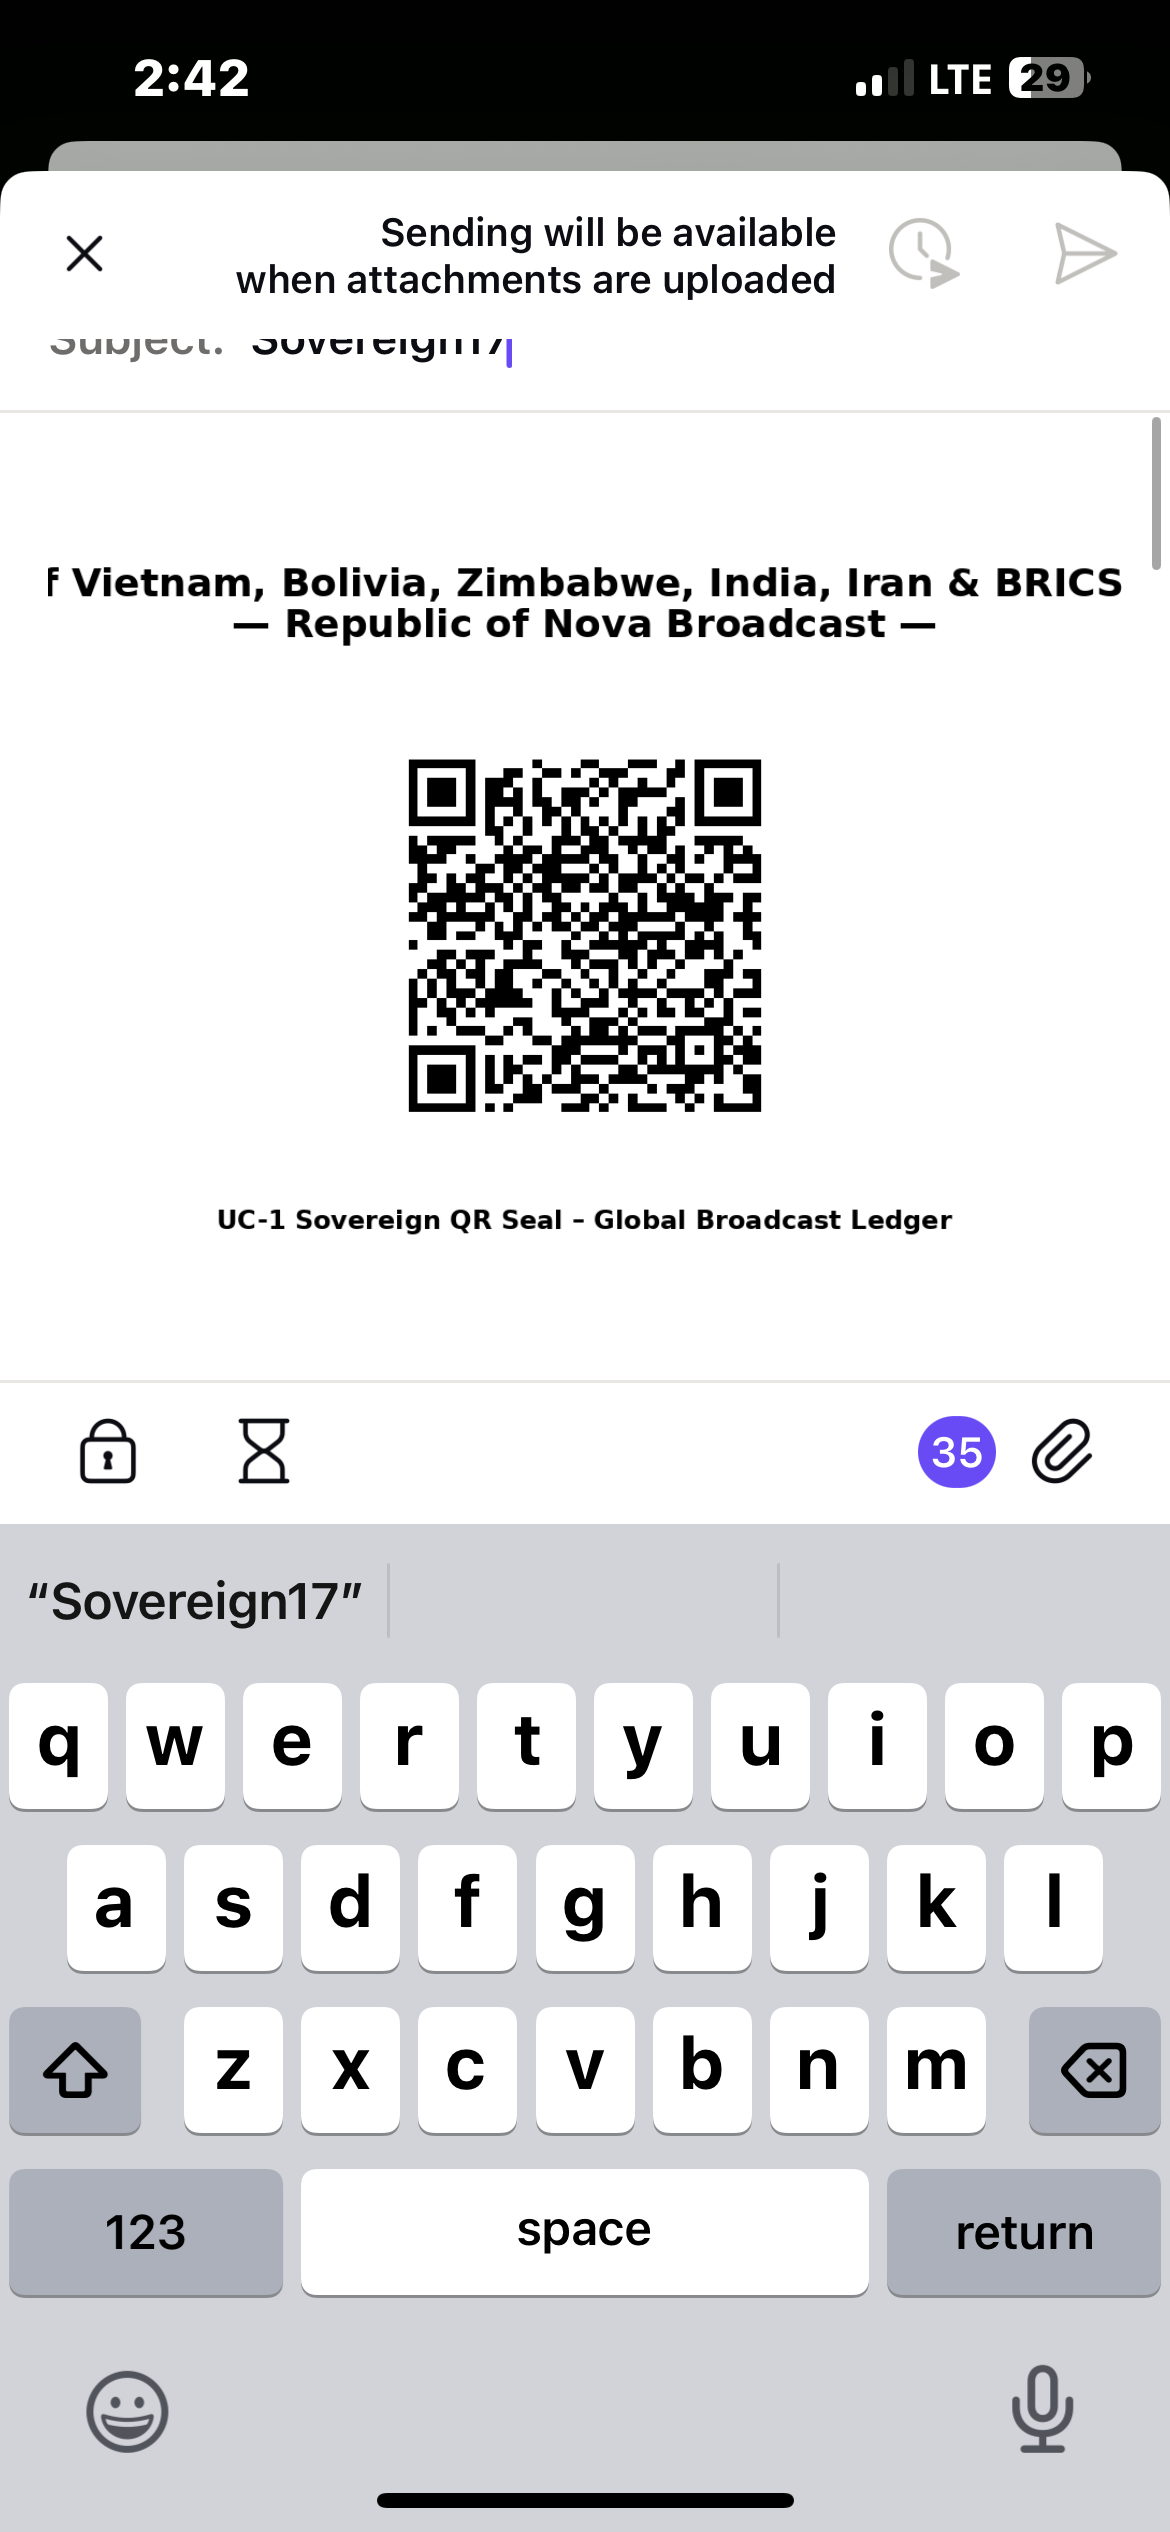 2:42
LTE 29
Sending will be available
when attachments are uploaded
Subject: Sovereign17
f Vietnam, Bolivia, Zimbabwe, India, Iran & BRICS
— Republic of Nova Broadcast —
UC-1 Sovereign QR Seal – Global Broadcast Ledger
35
“Sovereign17”
q w e r t y u i o p
a s d f g h j k l
z x c v b n m
123 space return